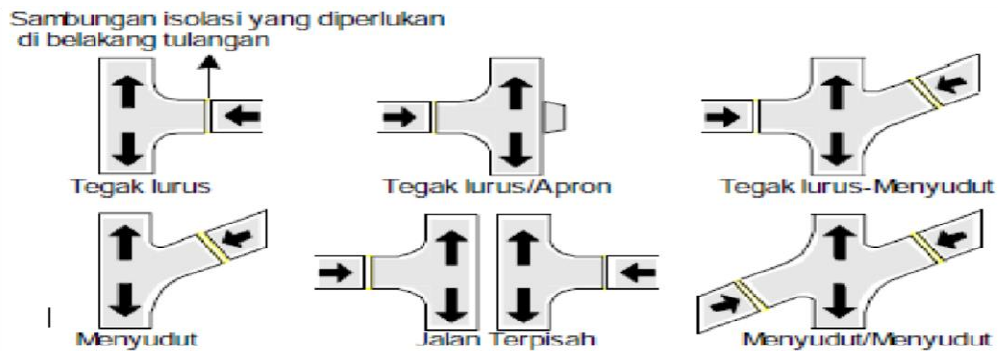 Sambungan isolasi yang diperlukan
di belakang tulangan
Tegak lurus
Tegak lurus/Apron
Tegak lurus-Menyudut
Menyudut
Jalan Terpisah
Menyudut/Menyudut